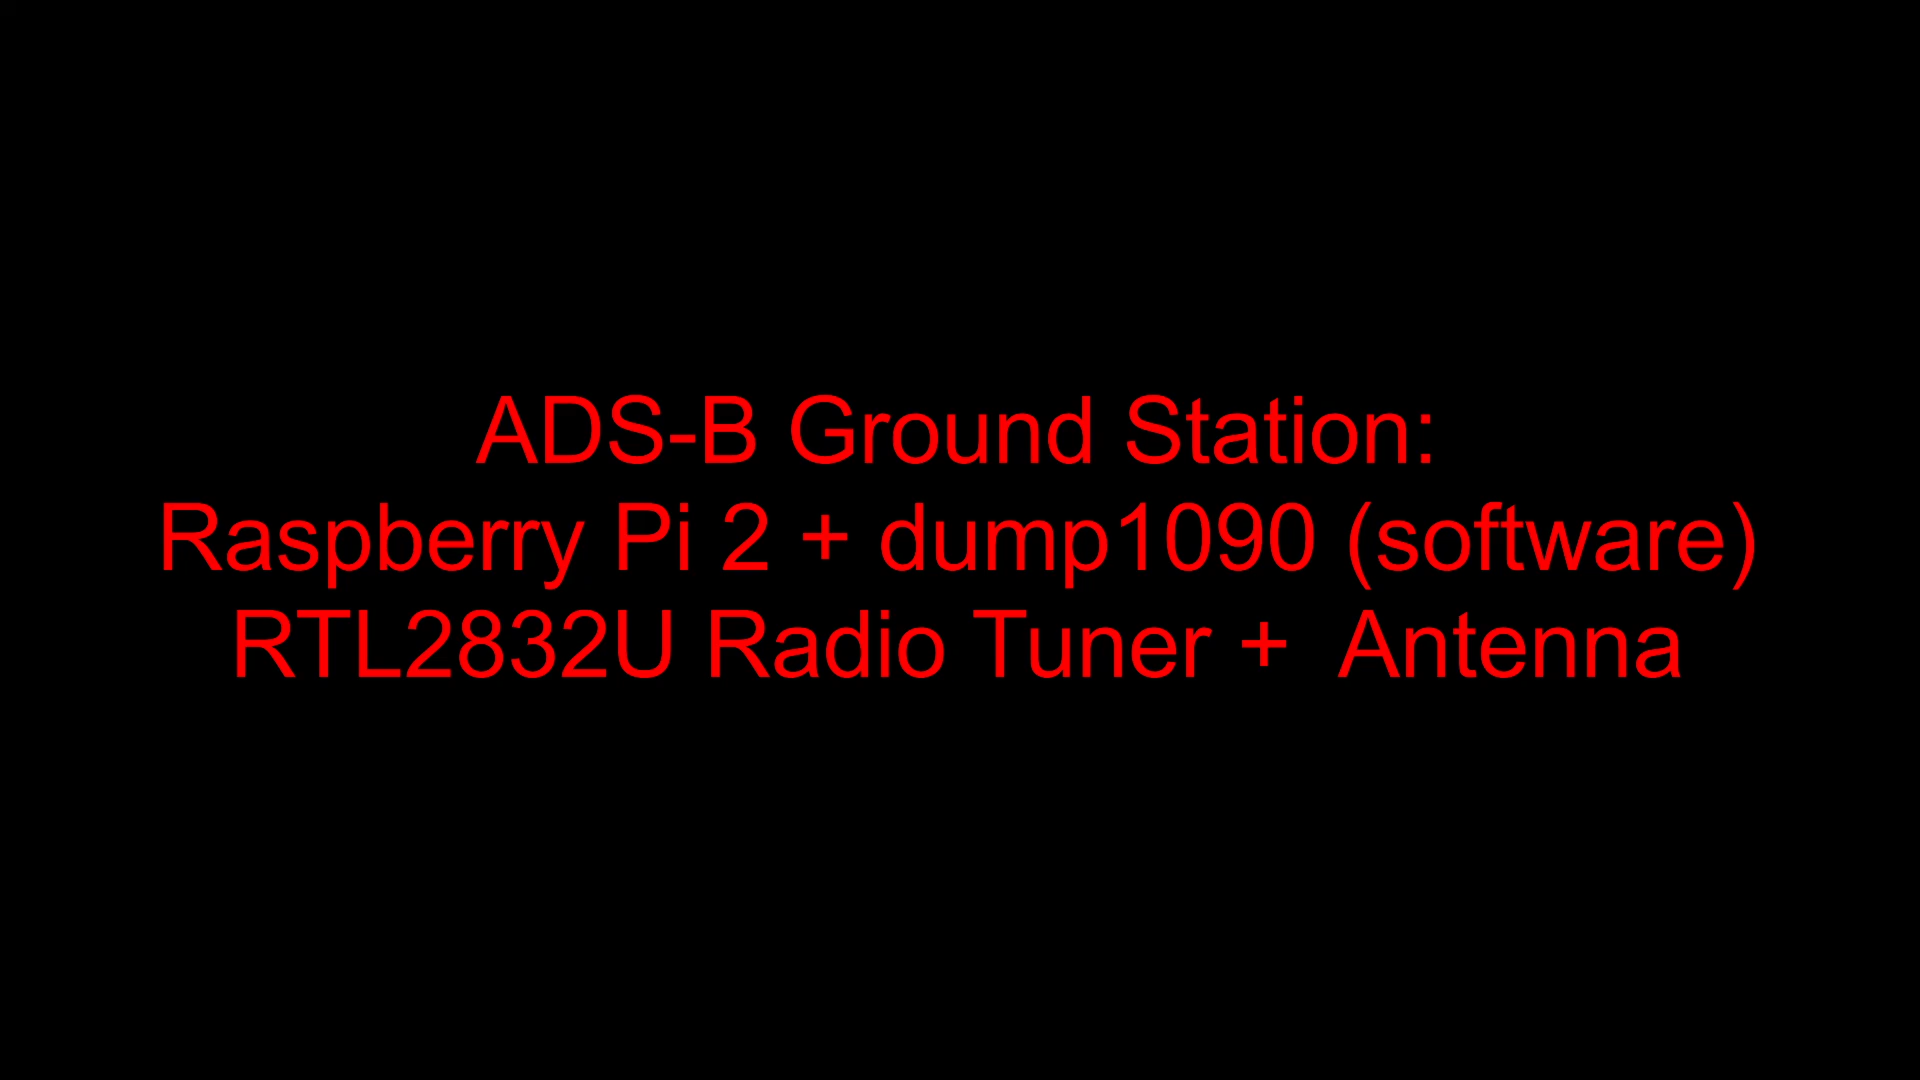 ADS-B Ground Station:
Raspberry Pi 2 + dump1090 (software)
RTL2832U Radio Tuner +  Antenna